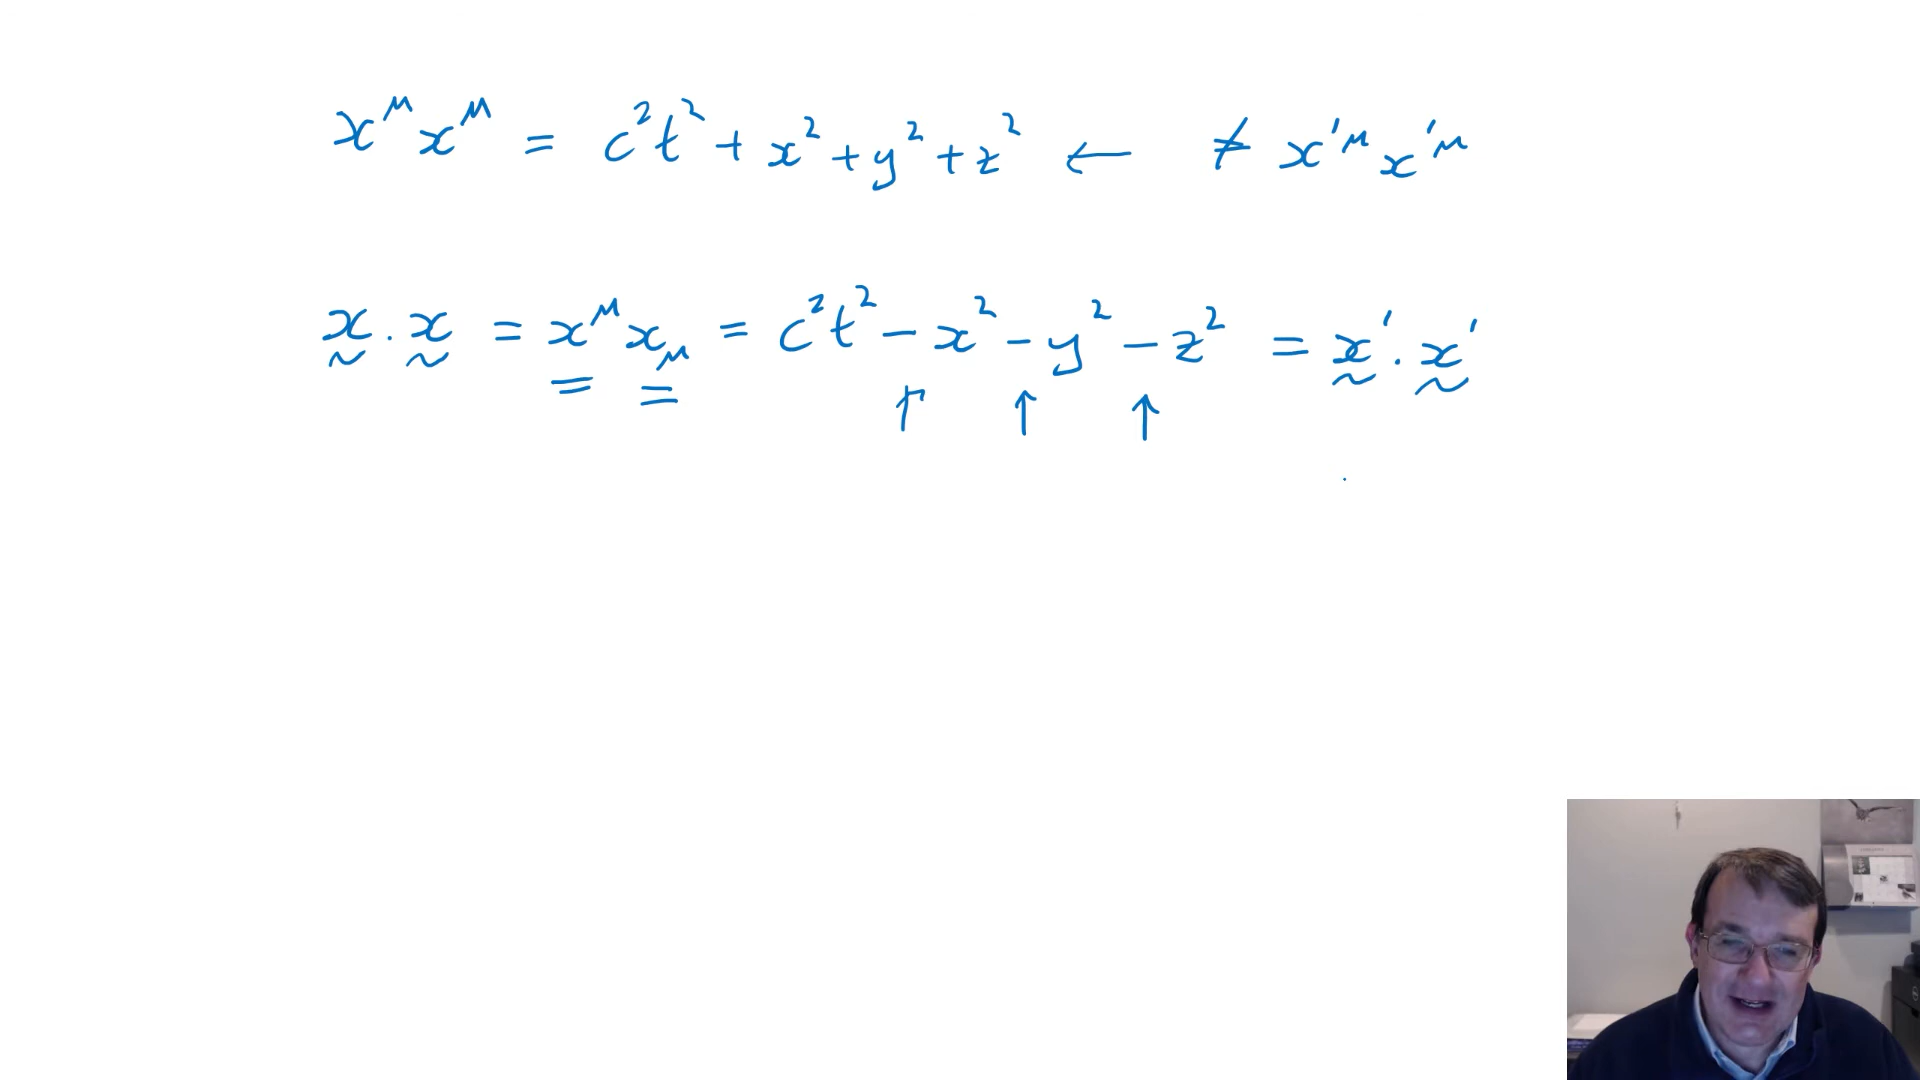 x^μ x^μ = c²t² + x² + y² + z² ← ≠ x'^μ x'^μ
x̰ . x̰ = x^μ x_μ = c²t² − x² − y² − z² = x̰' . x̰'
↑ ↑ ↑